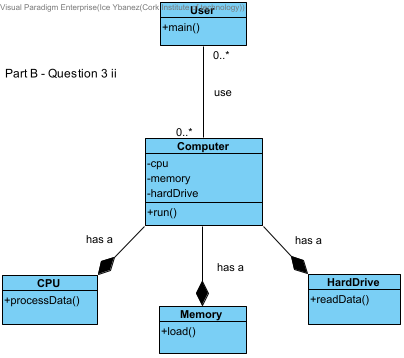 Visual Paradigm Enterprise(Ice Ybanez(Cork Institute of Technology))
User
+main()
0..*
Part B - Question 3 ii
use
0..*
Computer
-cpu
-memory
-hardDrive
+run()
has a
has a
has a
CPU
+processData()
HardDrive
+readData()
Memory
+load()